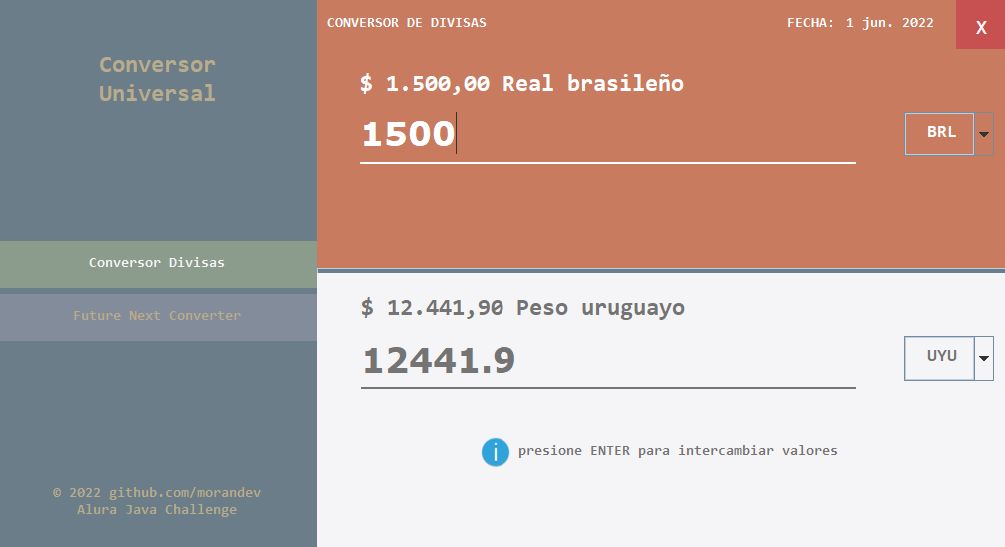 Conversor
Universal
Conversor Divisas
Future Next Converter
© 2022 github.com/morandev
Alura Java Challenge
CONVERSOR DE DIVISAS
FECHA: 1 jun. 2022
X
$ 1.500,00 Real brasileño
1500
BRL
$ 12.441,90 Peso uruguayo
12441.9
UYU
i
presione ENTER para intercambiar valores